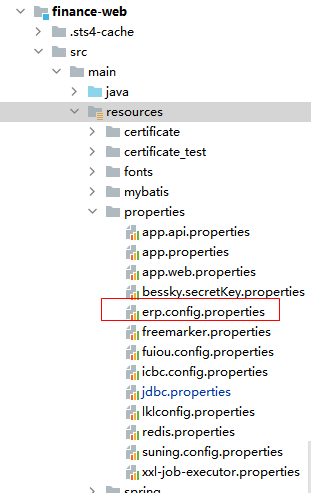 finance-web
.sts4-cache
src
main
java
resources
certificate
certificate_test
fonts
mybatis
properties
app.api.properties
app.properties
app.web.properties
bessky.secretKey.properties
erp.config.properties
freemarker.properties
fuiou.config.properties
icbc.config.properties
jdbc.properties
lklconfig.properties
redis.properties
suning.config.properties
xxl-job-executor.properties
spring